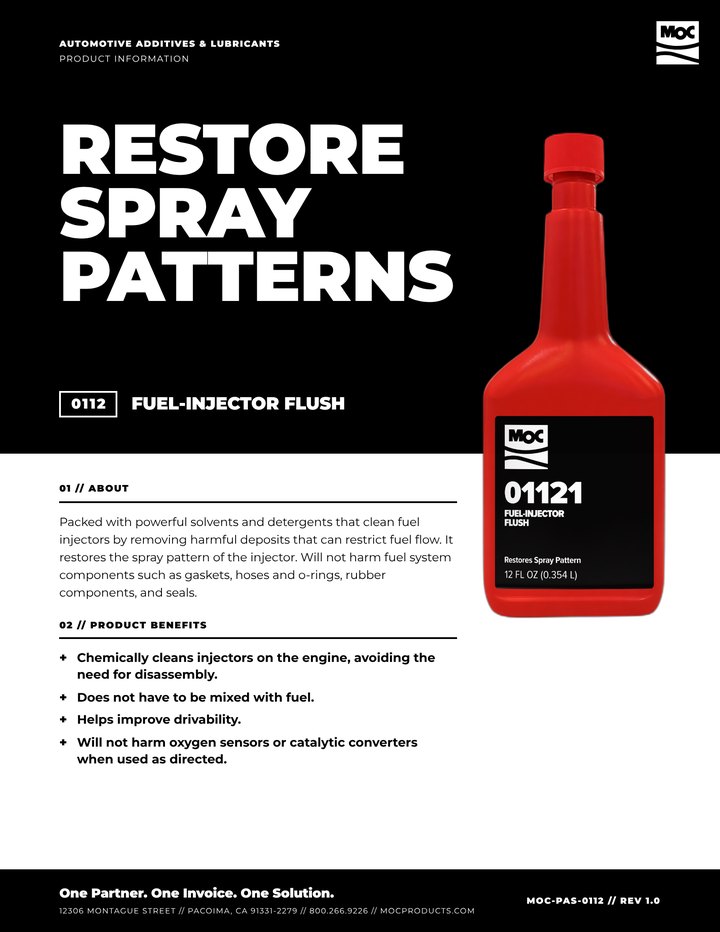 AUTOMOTIVE ADDITIVES & LUBRICANTS
PRODUCT INFORMATION
MOC
RESTORE
SPRAY
PATTERNS
0112
FUEL-INJECTOR FLUSH
MOC
01121
FUEL-INJECTOR
FLUSH
Restores Spray Pattern
12 FL OZ (0.354 L)
01 // ABOUT
Packed with powerful solvents and detergents that clean fuel
injectors by removing harmful deposits that can restrict fuel flow. It
restores the spray pattern of the injector. Will not harm fuel system
components such as gaskets, hoses and o-rings, rubber
components, and seals.
02 // PRODUCT BENEFITS
+ Chemically cleans injectors on the engine, avoiding the
need for disassembly.
+ Does not have to be mixed with fuel.
+ Helps improve drivability.
+ Will not harm oxygen sensors or catalytic converters
when used as directed.
One Partner. One Invoice. One Solution.
12306 MONTAGUE STREET // PACOIMA, CA 91331-2279 // 800.266.9226 // MOCPRODUCTS.COM
MOC-PAS-0112 // REV 1.0